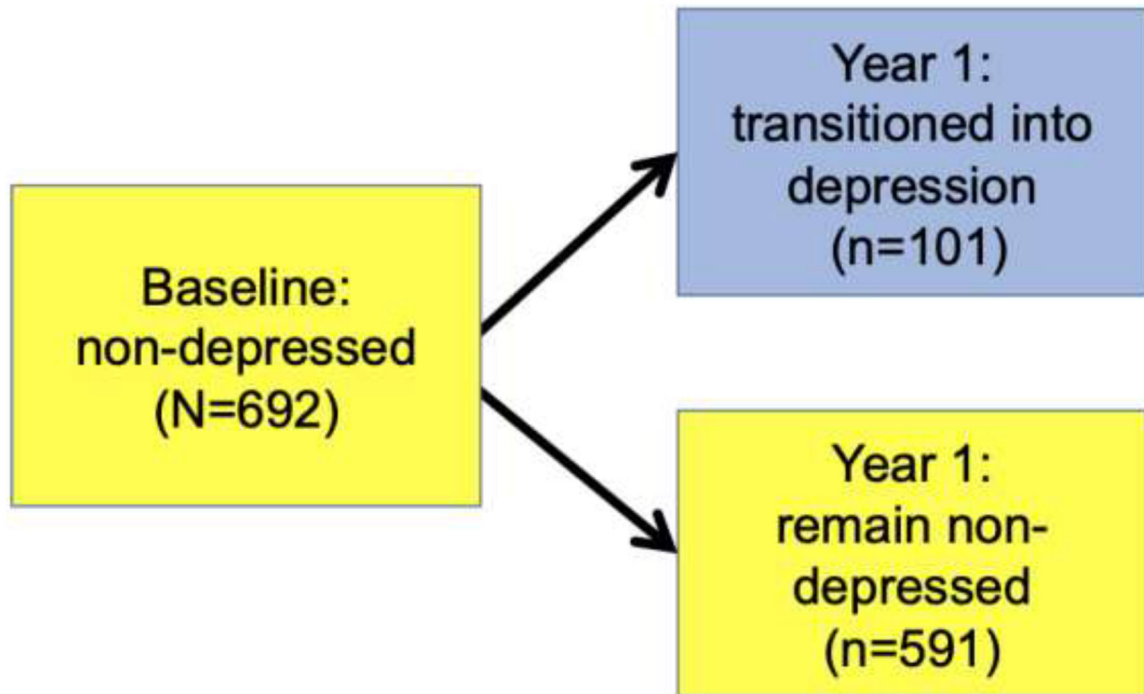 Baseline:
non-depressed
(N=692)
Year 1:
transitioned into
depression
(n=101)
Year 1:
remain non-
depressed
(n=591)